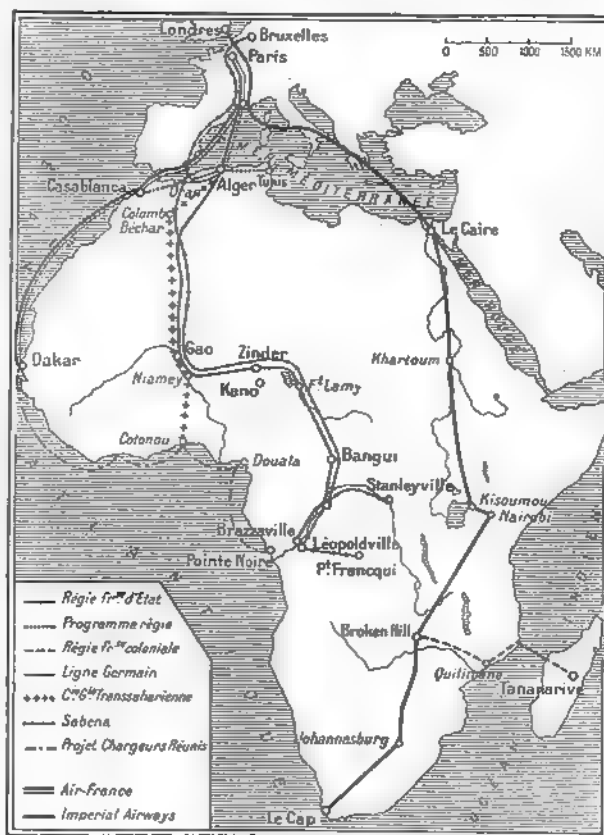 Londres
Bruxelles
Paris
0 500 1000 1500 KM.
Casablanca
Oran
Alger
Tunis
MÉDITERRANÉE
Colomb
Béchar
Le Caire
Dakar
Gao
Zinder
Khartoum
Niamey
Kano
Ft Lamy
Cotonou
Douala
Bangui
Stanleyville
Kisoumou
Nairobi
Brazzaville
Léopoldville
Pointe Noire
Pt Francqui
Broken Hill
Quilimane
Tananarive
Johannesburg
Le Cap
OCÉAN
Régie Frse d'Etat
Programme régie
Régie Frse coloniale
Ligne Germain
Cie Gle Transsaharienne
Sabena
Projet Chargeurs Réunis
Air-France
Imperial Airways